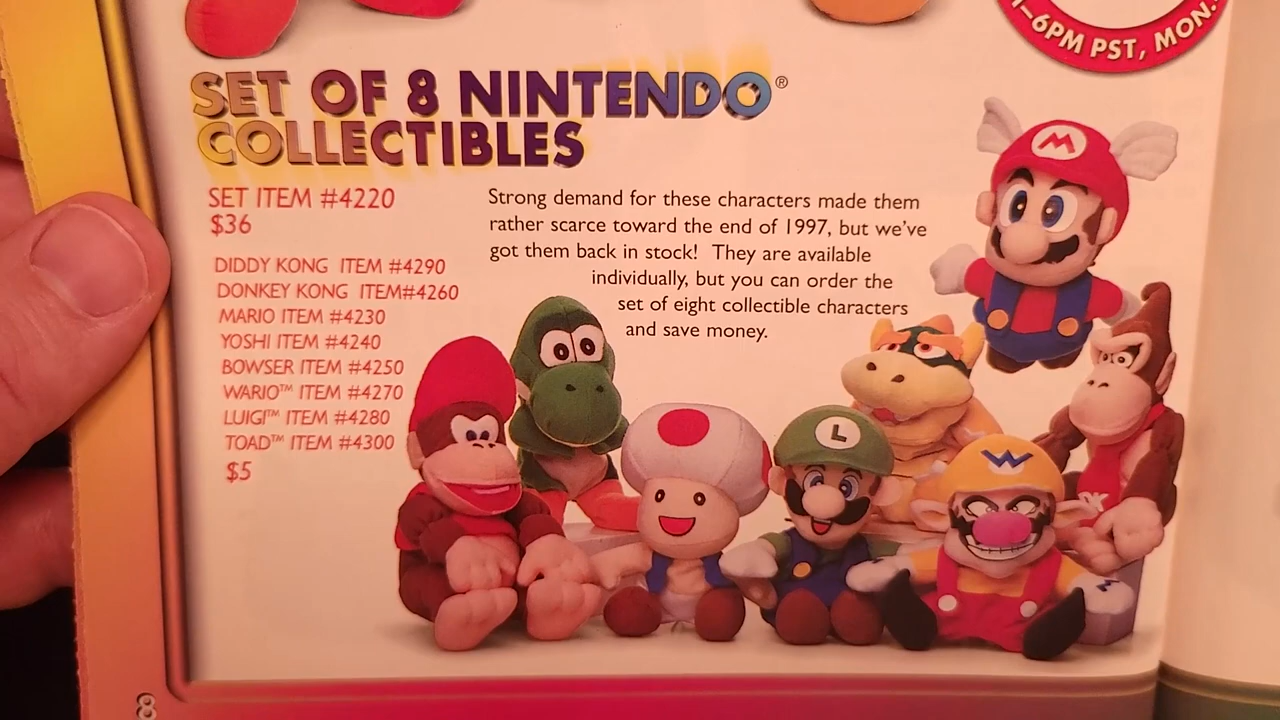 –6PM PST, MON.
SET OF 8 NINTENDO®
COLLECTIBLES
SET ITEM #4220
$36
DIDDY KONG ITEM #4290
DONKEY KONG ITEM#4260
MARIO ITEM #4230
YOSHI ITEM #4240
BOWSER ITEM #4250
WARIO™ ITEM #4270
LUIGI™ ITEM #4280
TOAD™ ITEM #4300
$5
Strong demand for these characters made them
rather scarce toward the end of 1997, but we've
got them back in stock! They are available
individually, but you can order the
set of eight collectible characters
and save money.
M
L
W
DK
8